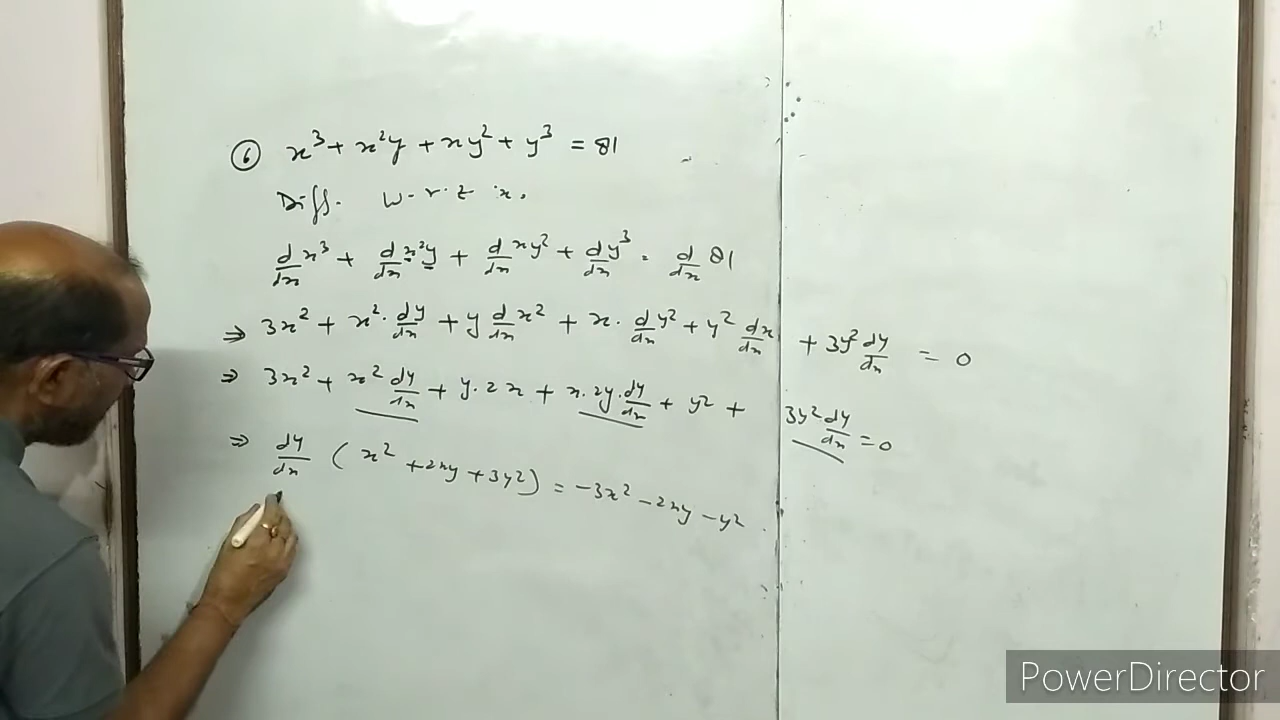 ⑥ x³ + x²y + xy² + y³ = 81
Diff. w.r.t x.
d/dx x³ + d/dx x²y + d/dx xy² + d/dx y³ = d/dx 81
⇒ 3x² + x² · dy/dx + y d/dx x² + x · d/dx y² + y² dx/dx + 3y² dy/dx = 0
⇒ 3x² + x² dy/dx + y · 2x + x · 2y · dy/dx + y² + 3y² dy/dx = 0
⇒ dy/dx (x² + 2xy + 3y²) = -3x² - 2xy - y²
PowerDirector